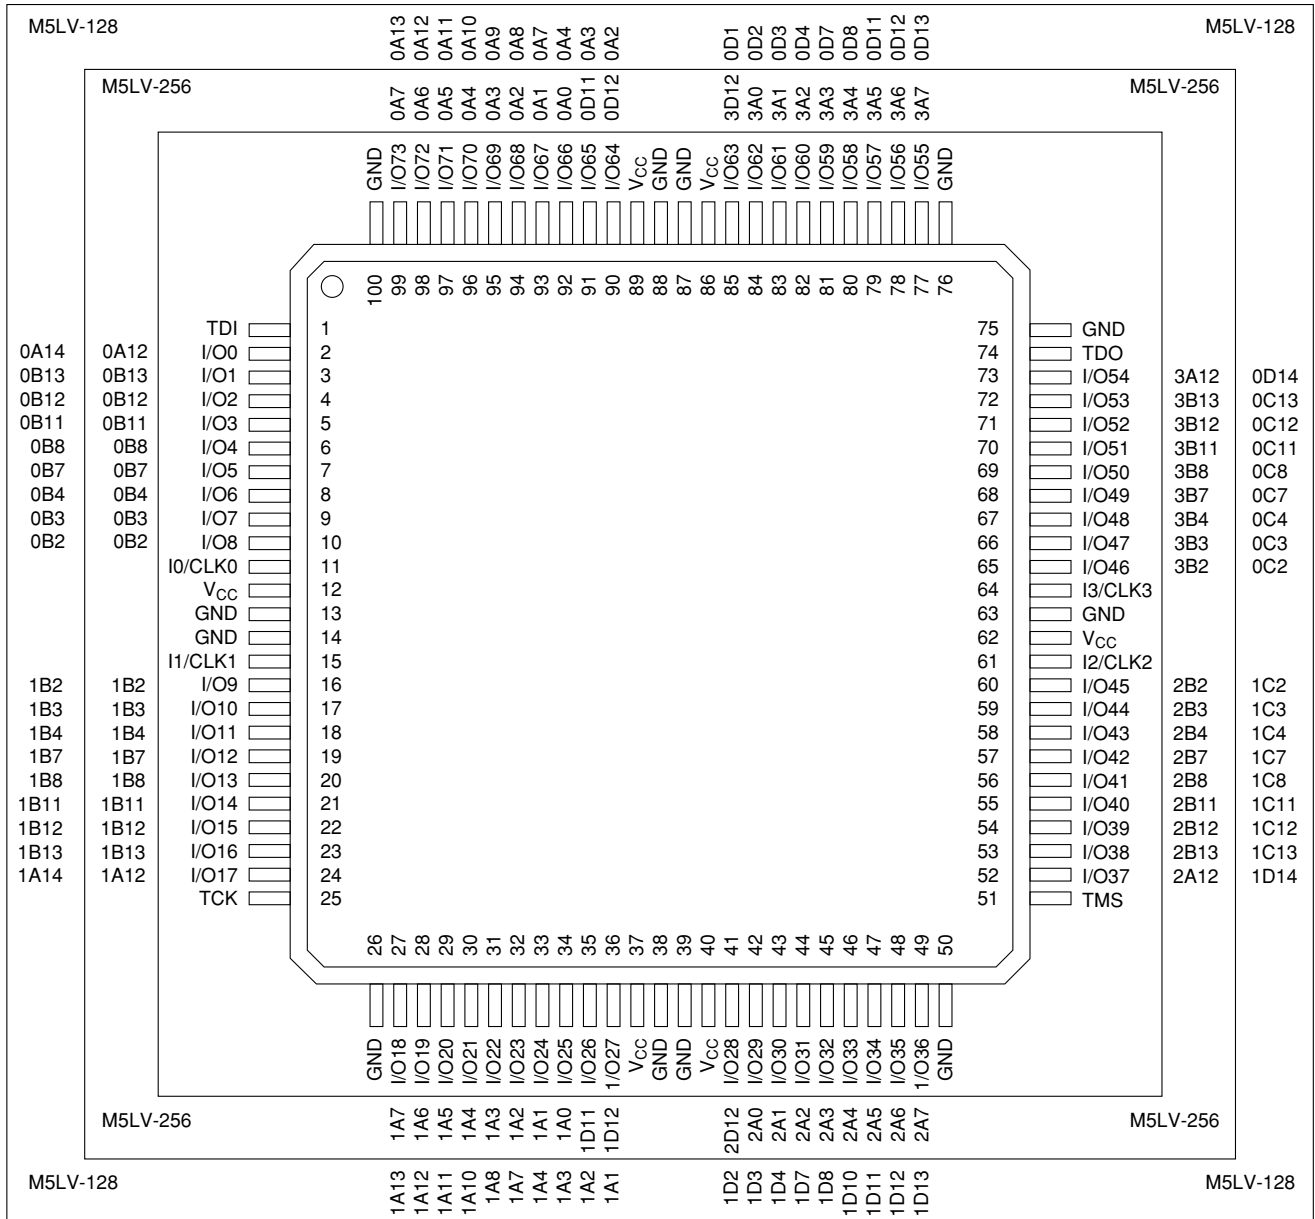 M5LV-128
M5LV-128
0A13 0A12 0A11 0A10 0A9 0A8 0A7 0A4 0A3 0A2 0D1 0D2 0D3 0D4 0D7 0D8 0D11 0D12 0D13
M5LV-256
M5LV-256
0A7 0A6 0A5 0A4 0A3 0A2 0A1 0A0 0D11 0D12 3D12 3A0 3A1 3A2 3A3 3A4 3A5 3A6 3A7
GND I/O73 I/O72 I/O71 I/O70 I/O69 I/O68 I/O67 I/O66 I/O65 I/O64 VCC GND GND VCC I/O63 I/O62 I/O61 I/O60 I/O59 I/O58 I/O57 I/O56 I/O55 GND
100 99 98 97 96 95 94 93 92 91 90 89 88 87 86 85 84 83 82 81 80 79 78 77 76
TDI 1 75 GND
0A14 0A12 I/O0 2 74 TDO
0B13 0B13 I/O1 3 73 I/O54 3A12 0D14
0B12 0B12 I/O2 4 72 I/O53 3B13 0C13
0B11 0B11 I/O3 5 71 I/O52 3B12 0C12
0B8 0B8 I/O4 6 70 I/O51 3B11 0C11
0B7 0B7 I/O5 7 69 I/O50 3B8 0C8
0B4 0B4 I/O6 8 68 I/O49 3B7 0C7
0B3 0B3 I/O7 9 67 I/O48 3B4 0C4
0B2 0B2 I/O8 10 66 I/O47 3B3 0C3
I0/CLK0 11 65 I/O46 3B2 0C2
VCC 12 64 I3/CLK3
GND 13 63 GND
GND 14 62 VCC
I1/CLK1 15 61 I2/CLK2
1B2 1B2 I/O9 16 60 I/O45 2B2 1C2
1B3 1B3 I/O10 17 59 I/O44 2B3 1C3
1B4 1B4 I/O11 18 58 I/O43 2B4 1C4
1B7 1B7 I/O12 19 57 I/O42 2B7 1C7
1B8 1B8 I/O13 20 56 I/O41 2B8 1C8
1B11 1B11 I/O14 21 55 I/O40 2B11 1C11
1B12 1B12 I/O15 22 54 I/O39 2B12 1C12
1B13 1B13 I/O16 23 53 I/O38 2B13 1C13
1A14 1A12 I/O17 24 52 I/O37 2A12 1D14
TCK 25 51 TMS
26 27 28 29 30 31 32 33 34 35 36 37 38 39 40 41 42 43 44 45 46 47 48 49 50
GND I/O18 I/O19 I/O20 I/O21 I/O22 I/O23 I/O24 I/O25 I/O26 1/O27 VCC GND GND VCC I/O28 I/O29 I/O30 I/O31 I/O32 I/O33 I/O34 I/O35 1/O36 GND
M5LV-256
M5LV-256
1A7 1A6 1A5 1A4 1A3 1A2 1A1 1A0 1D11 1D12 2D12 2A0 2A1 2A2 2A3 2A4 2A5 2A6 2A7
M5LV-128
M5LV-128
1A13 1A12 1A11 1A10 1A8 1A7 1A4 1A3 1A2 1A1 1D2 1D3 1D4 1D7 1D8 1D10 1D11 1D12 1D13